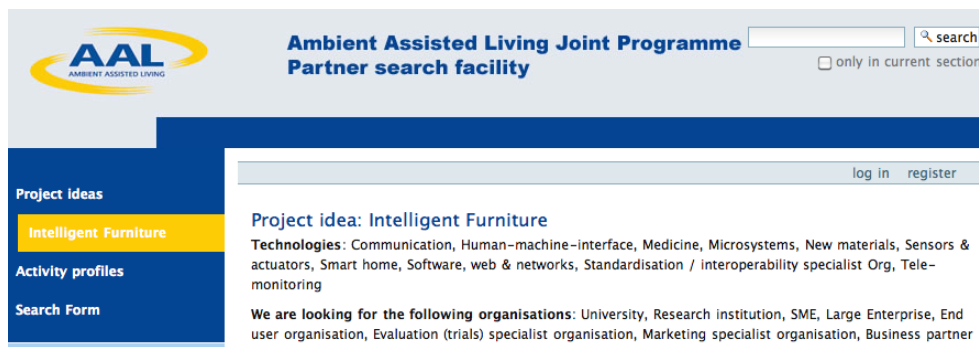 AAL
AMBIENT ASSISTED LIVING
Ambient Assisted Living Joint Programme
Partner search facility
search
only in current section
log in register
Project ideas
Intelligent Furniture
Activity profiles
Search Form
Project idea: Intelligent Furniture
Technologies: Communication, Human-machine-interface, Medicine, Microsystems, New materials, Sensors &
actuators, Smart home, Software, web & networks, Standardisation / interoperability specialist Org, Tele-
monitoring
We are looking for the following organisations: University, Research institution, SME, Large Enterprise, End
user organisation, Evaluation (trials) specialist organisation, Marketing specialist organisation, Business partner